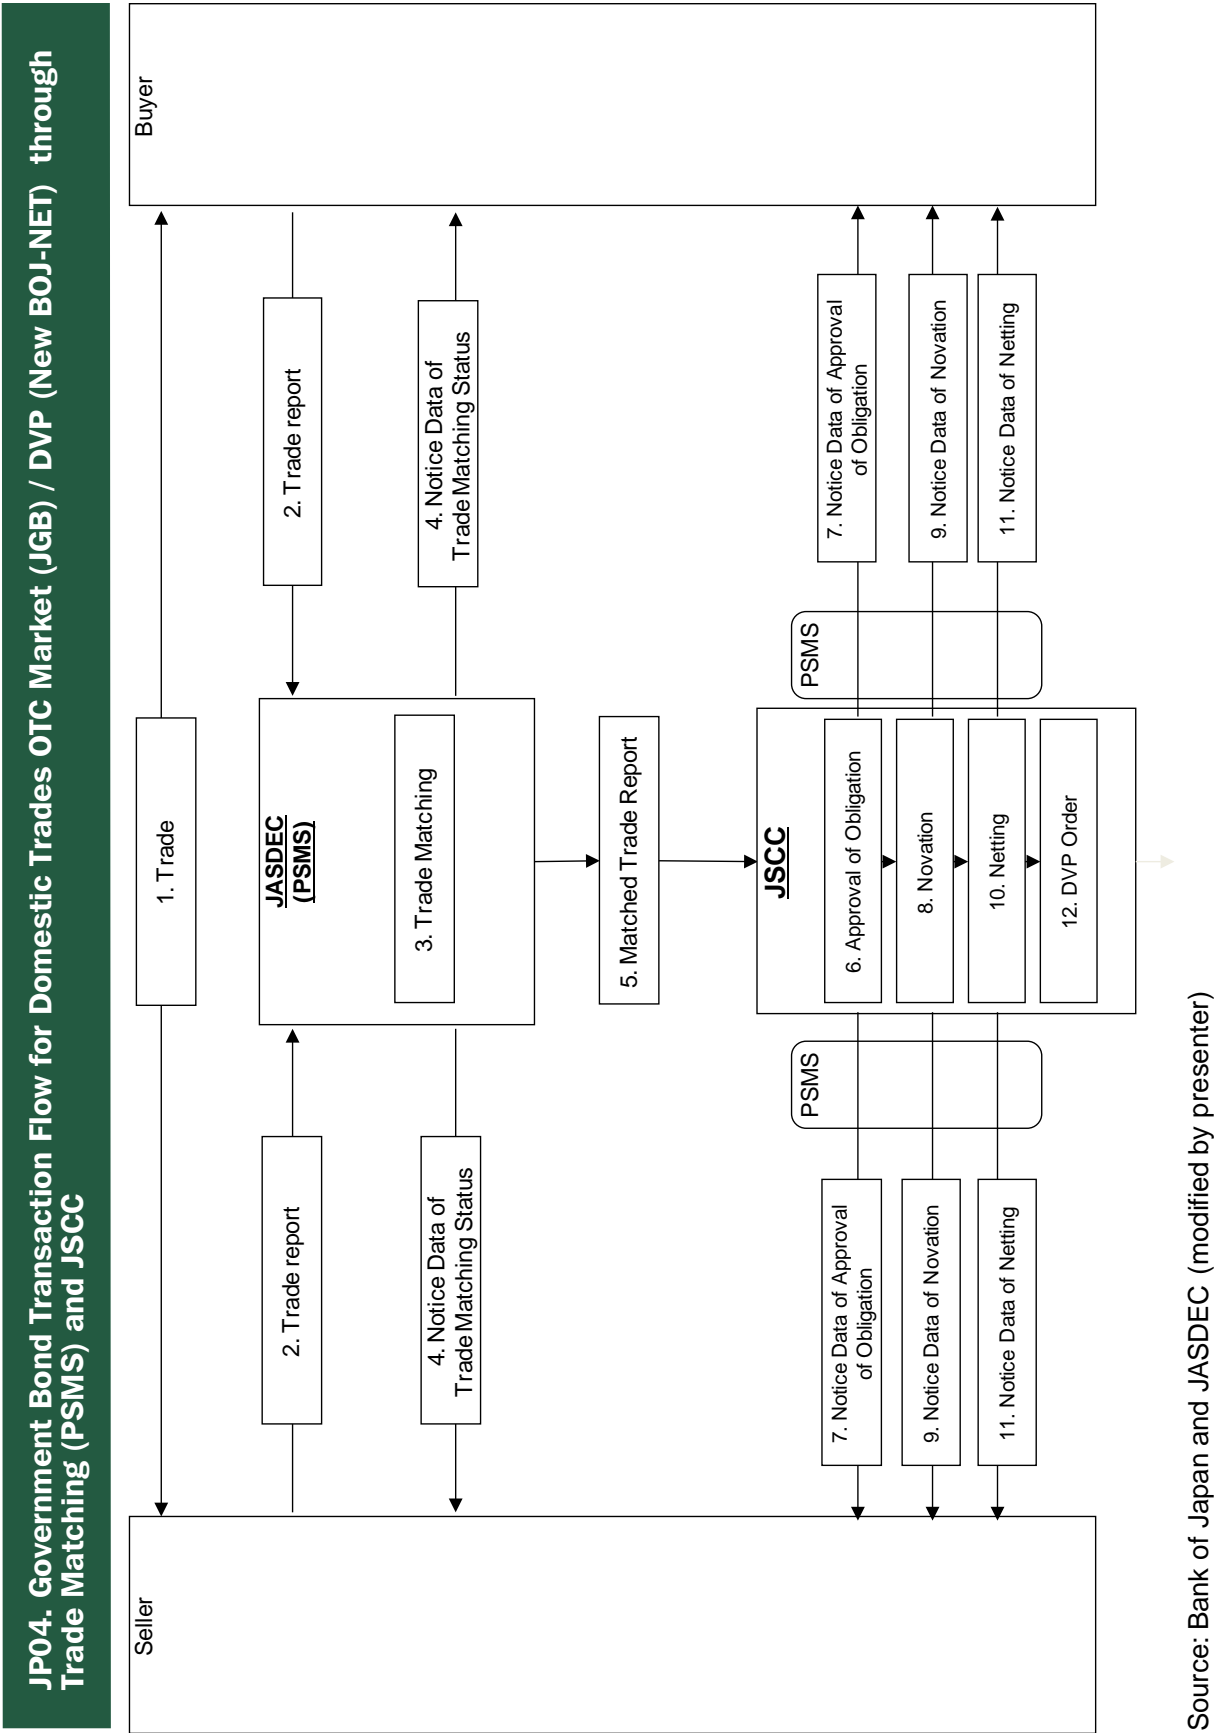 JP04. Government Bond Transaction Flow for Domestic Trades OTC Market (JGB) / DVP (New BOJ-NET) through
Trade Matching (PSMS) and JSCC
Seller
Buyer
1. Trade
2. Trade report
JASDEC
(PSMS)
2. Trade report
3. Trade Matching
4. Notice Data of
Trade Matching Status
4. Notice Data of
Trade Matching Status
5. Matched Trade Report
PSMS
JSCC
PSMS
7. Notice Data of Approval
of Obligation
6. Approval of Obligation
7. Notice Data of Approval
of Obligation
9. Notice Data of Novation
8. Novation
9. Notice Data of Novation
11. Notice Data of Netting
10. Netting
11. Notice Data of Netting
12. DVP Order
Source: Bank of Japan and JASDEC (modified by presenter)